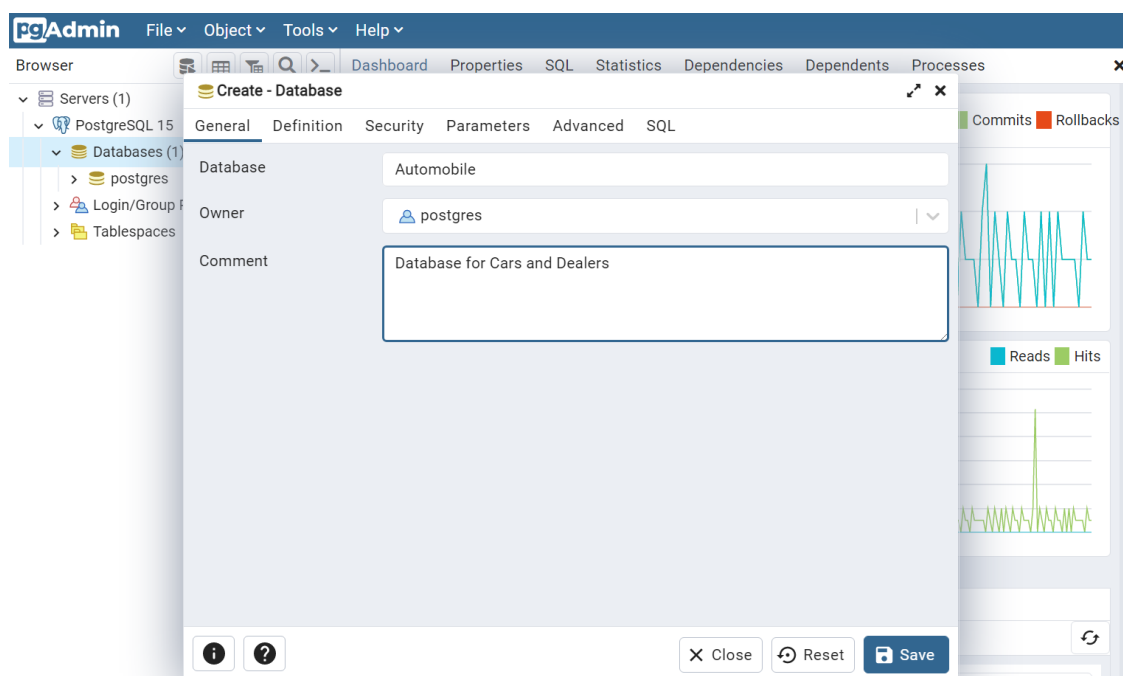 pgAdmin File Object Tools Help
Browser Dashboard Properties SQL Statistics Dependencies Dependents Processes
Servers (1)
PostgreSQL 15
Databases (1)
postgres
Login/Group
Tablespaces
Create - Database
General Definition Security Parameters Advanced SQL
Database Automobile
Owner postgres
Comment Database for Cars and Dealers
Close Reset Save
Commits Rollbacks
Reads Hits